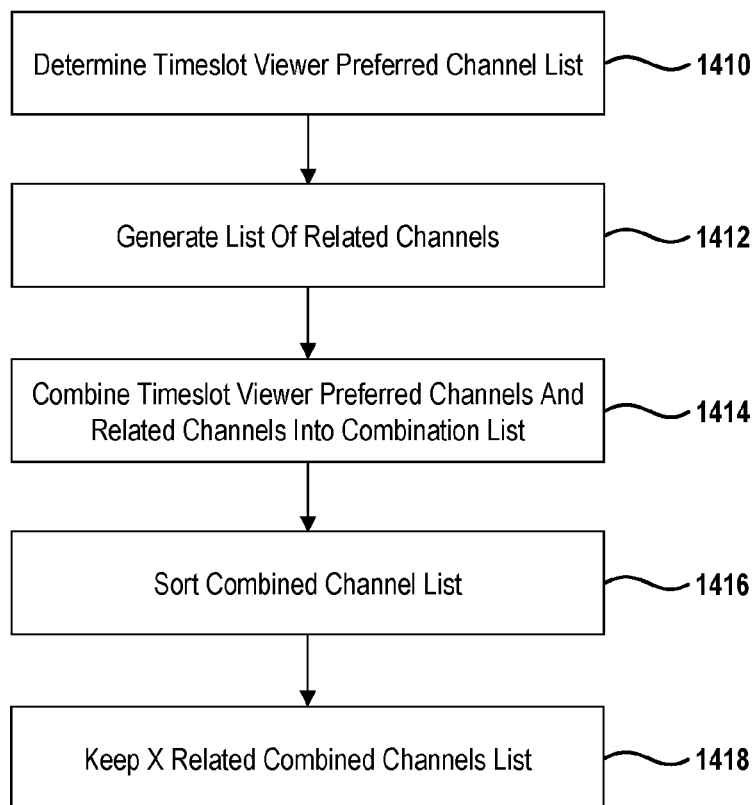 Determine Timeslot Viewer Preferred Channel List
1410
Generate List Of Related Channels
1412
Combine Timeslot Viewer Preferred Channels And
Related Channels Into Combination List
1414
Sort Combined Channel List
1416
Keep X Related Combined Channels List
1418